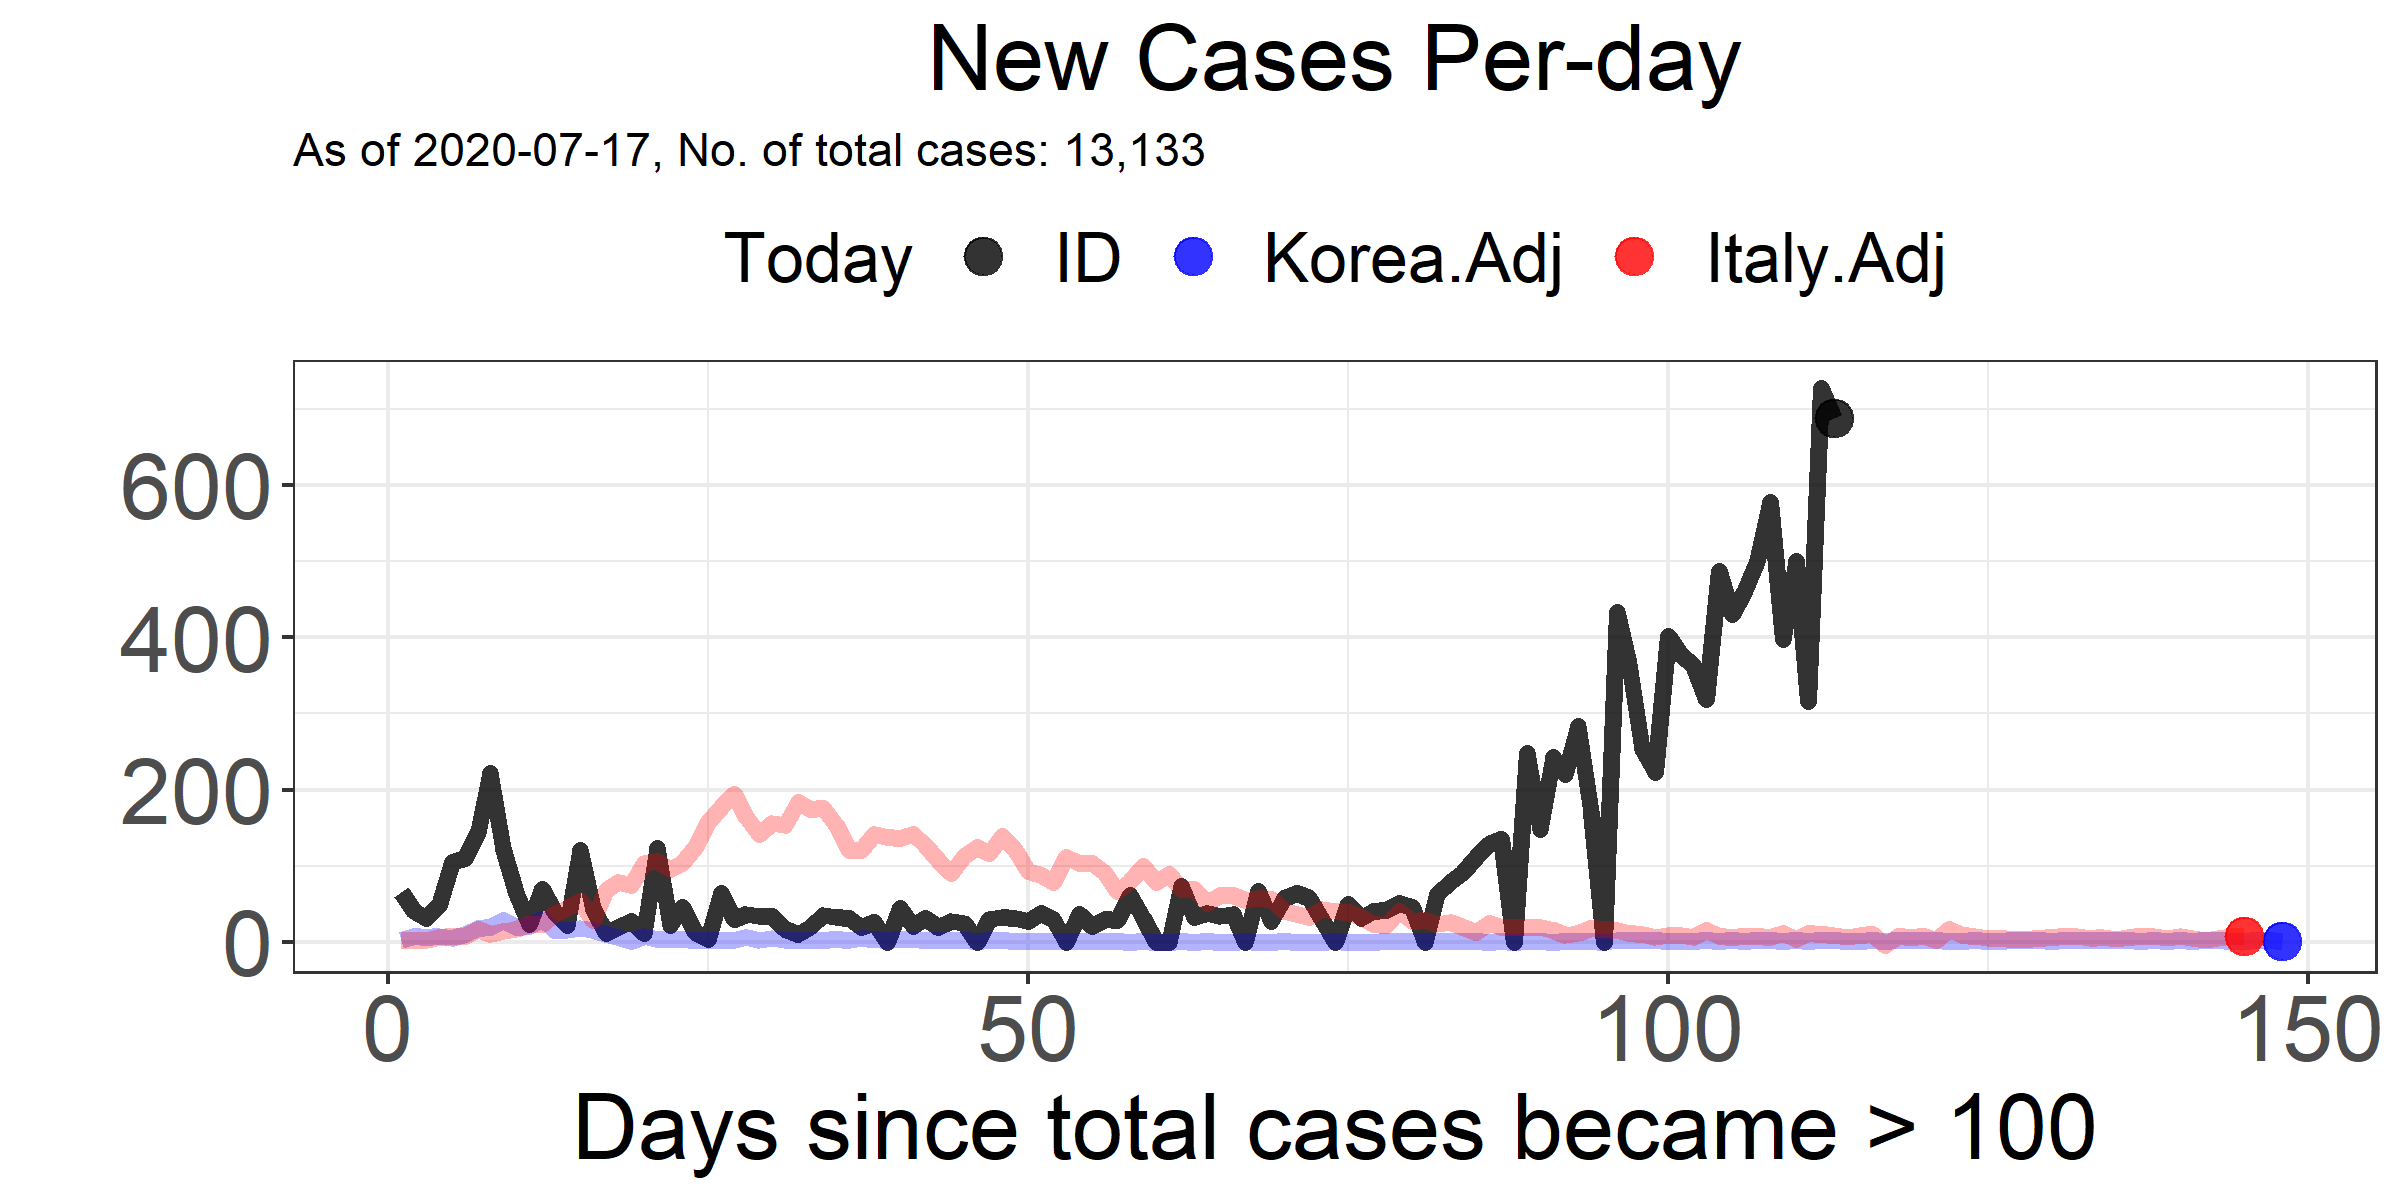 New Cases Per-day
As of 2020-07-17, No. of total cases: 13,133
Today ID Korea.Adj Italy.Adj
600
400
200
0
0 50 100 150
Days since total cases became > 100